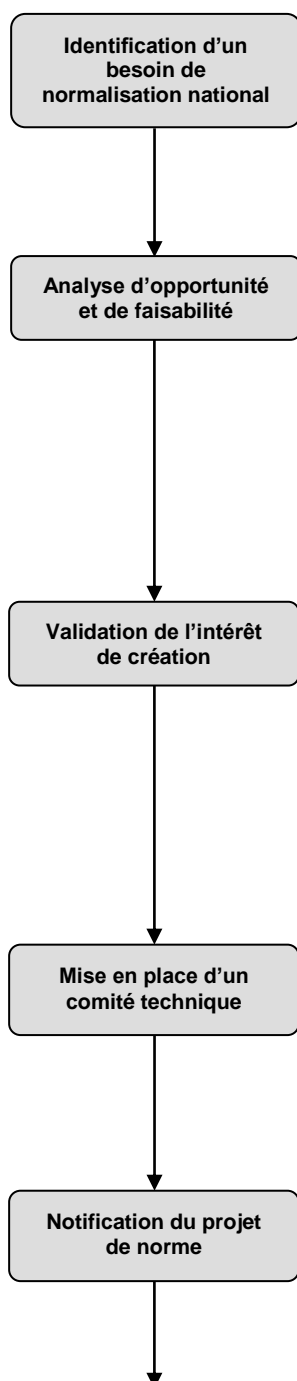 Identification d’un
besoin de
normalisation national
Analyse d’opportunité
et de faisabilité
Validation de l’intérêt
de création
Mise en place d’un
comité technique
Notification du projet
de norme